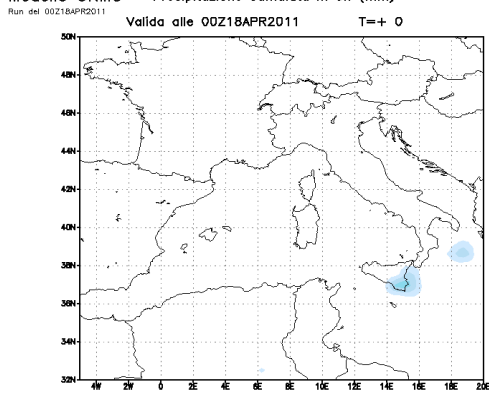 Run del 00Z18APR2011
Valida alle 00Z18APR2011 T=+ 0
50N
48N
46N
44N
42N
40N
38N
36N
34N
32N
4W 2W 0 2E 4E 6E 8E 10E 12E 14E 16E 18E 20E